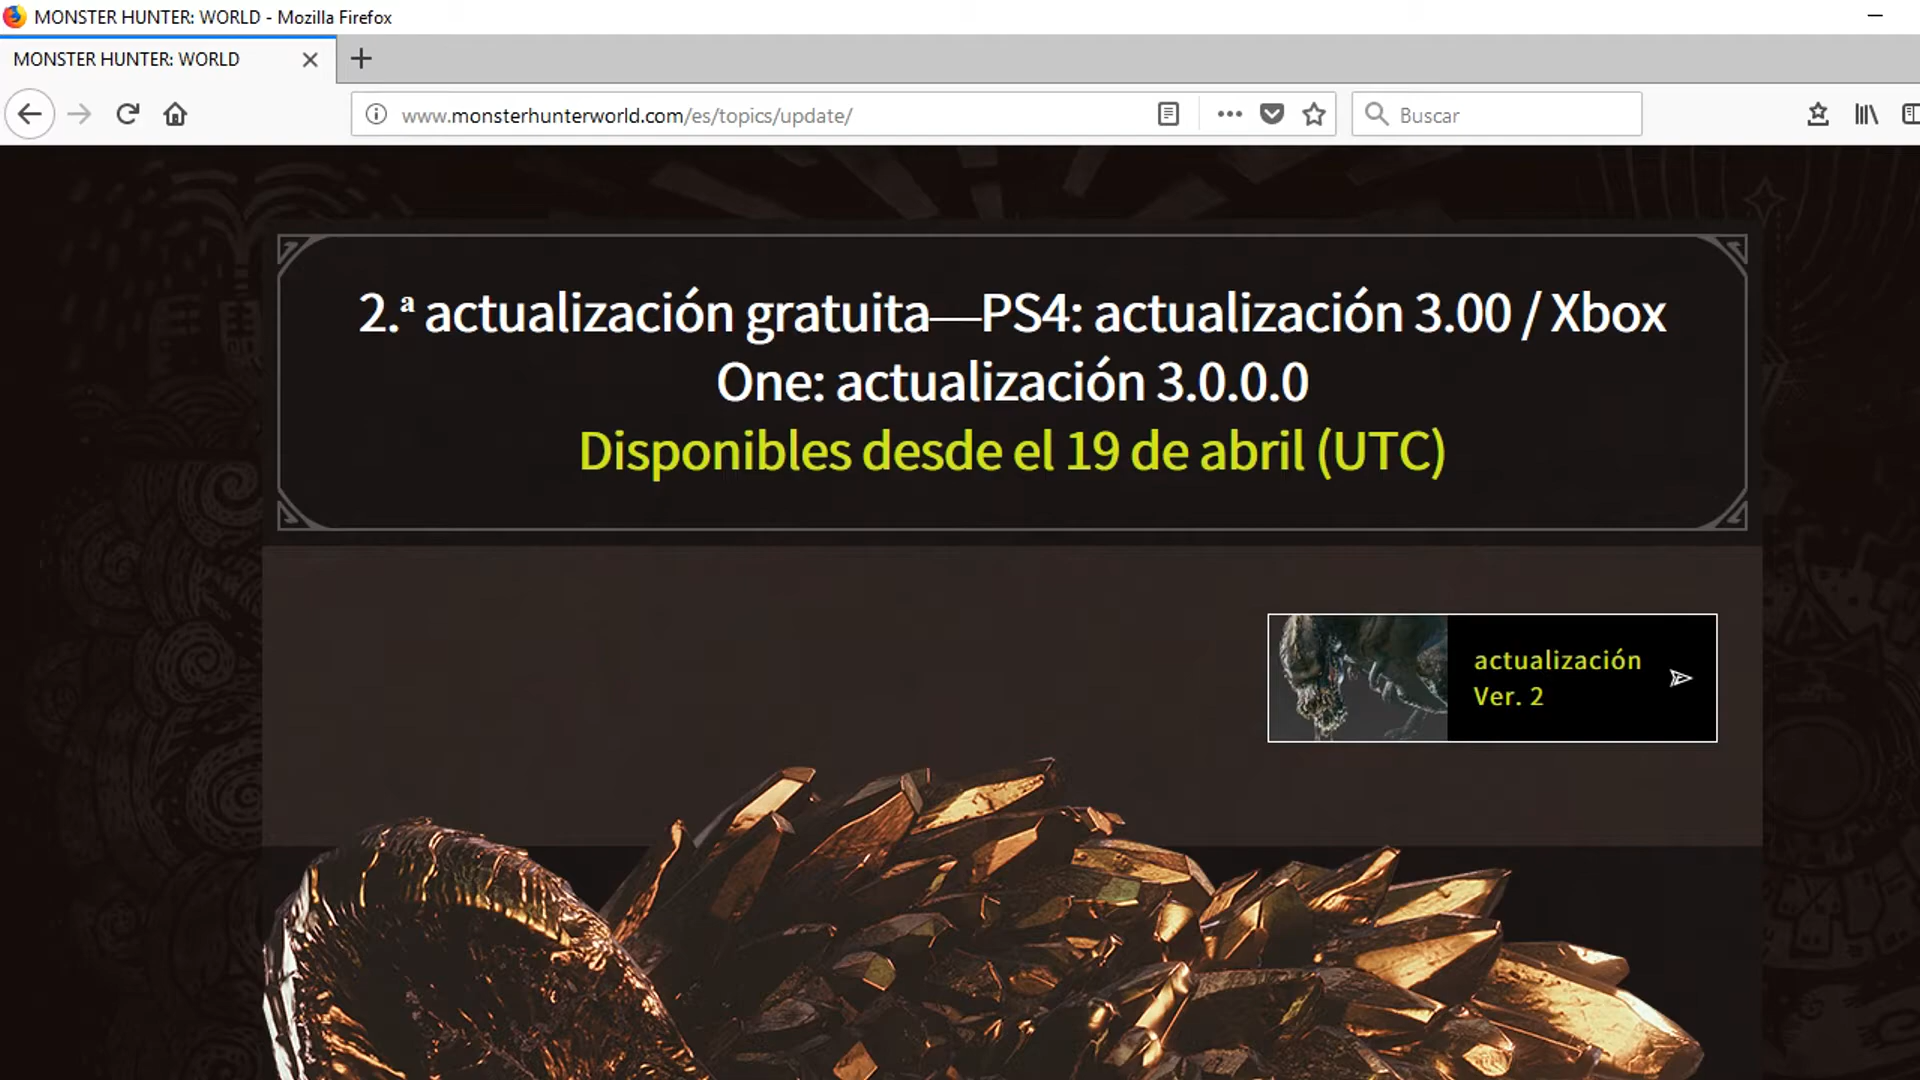 MONSTER HUNTER: WORLD - Mozilla Firefox
MONSTER HUNTER: WORLD
www.monsterhunterworld.com/es/topics/update/
Buscar
2.ª actualización gratuita—PS4: actualización 3.00 / Xbox
One: actualización 3.0.0.0
Disponibles desde el 19 de abril (UTC)
actualización
Ver. 2